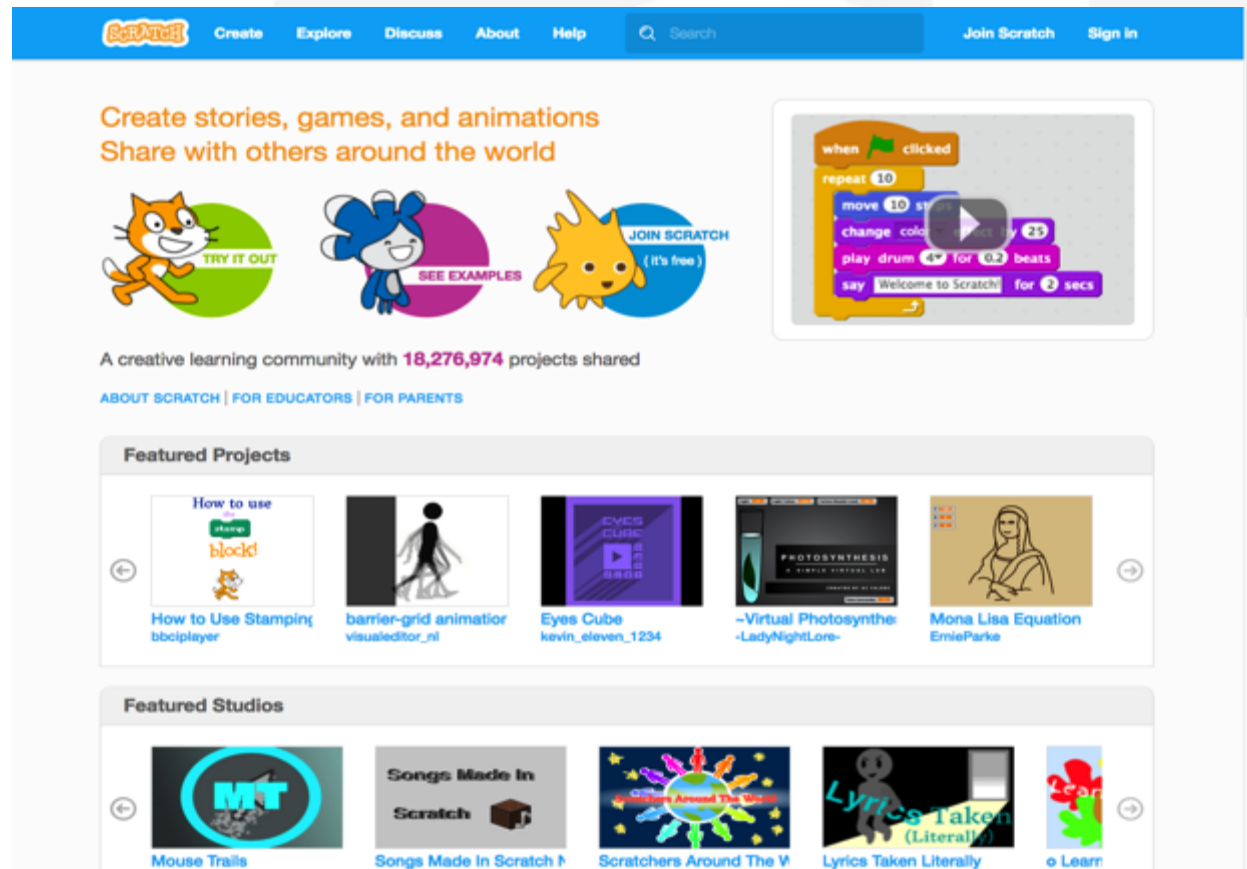 SCRATCH Create Explore Discuss About Help Search Join Scratch Sign in
Create stories, games, and animations
Share with others around the world
TRY IT OUT
SEE EXAMPLES
JOIN SCRATCH
(it's free)
when clicked
repeat 10
move 10 steps
change color effect by 25
play drum 4 for 0.2 beats
say Welcome to Scratch! for 2 secs
A creative learning community with 18,276,974 projects shared
ABOUT SCRATCH | FOR EDUCATORS | FOR PARENTS
Featured Projects
How to use
the
stamp
block!
EYES
CUBE
PHOTOSYNTHESIS
A SIMPLE VIRTUAL LAB
How to Use Stamping
bbciplayer
barrier-grid animation
visualeditor_nl
Eyes Cube
kevin_eleven_1234
~Virtual Photosynthes
-LadyNightLore-
Mona Lisa Equation
ErnieParke
Featured Studios
MT
Songs Made In
Scratch
Scratchers Around The World
Lyrics Taken
(Literally)
Learn
Mouse Trails
Songs Made In Scratch N
Scratchers Around The W
Lyrics Taken Literally
o Learn